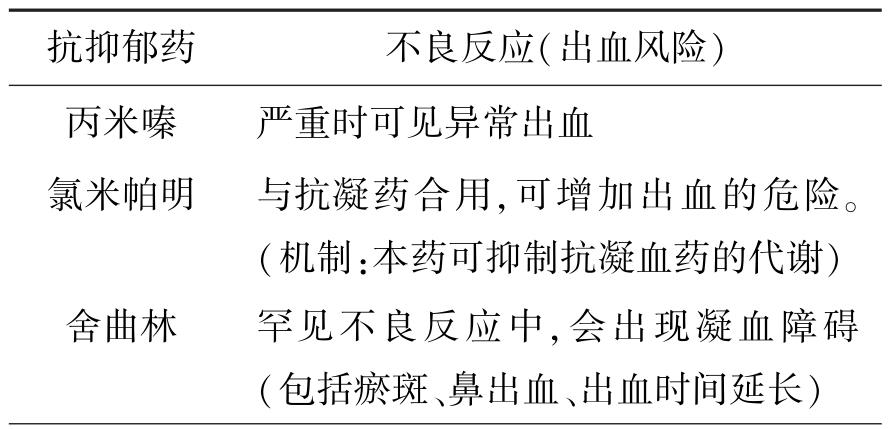 抗抑郁药 不良反应(出血风险)
丙米嗪 严重时可见异常出血
氯米帕明 与抗凝药合用,可增加出血的危险。
(机制:本药可抑制抗凝血药的代谢)
舍曲林 罕见不良反应中,会出现凝血障碍
(包括瘀斑、鼻出血、出血时间延长)